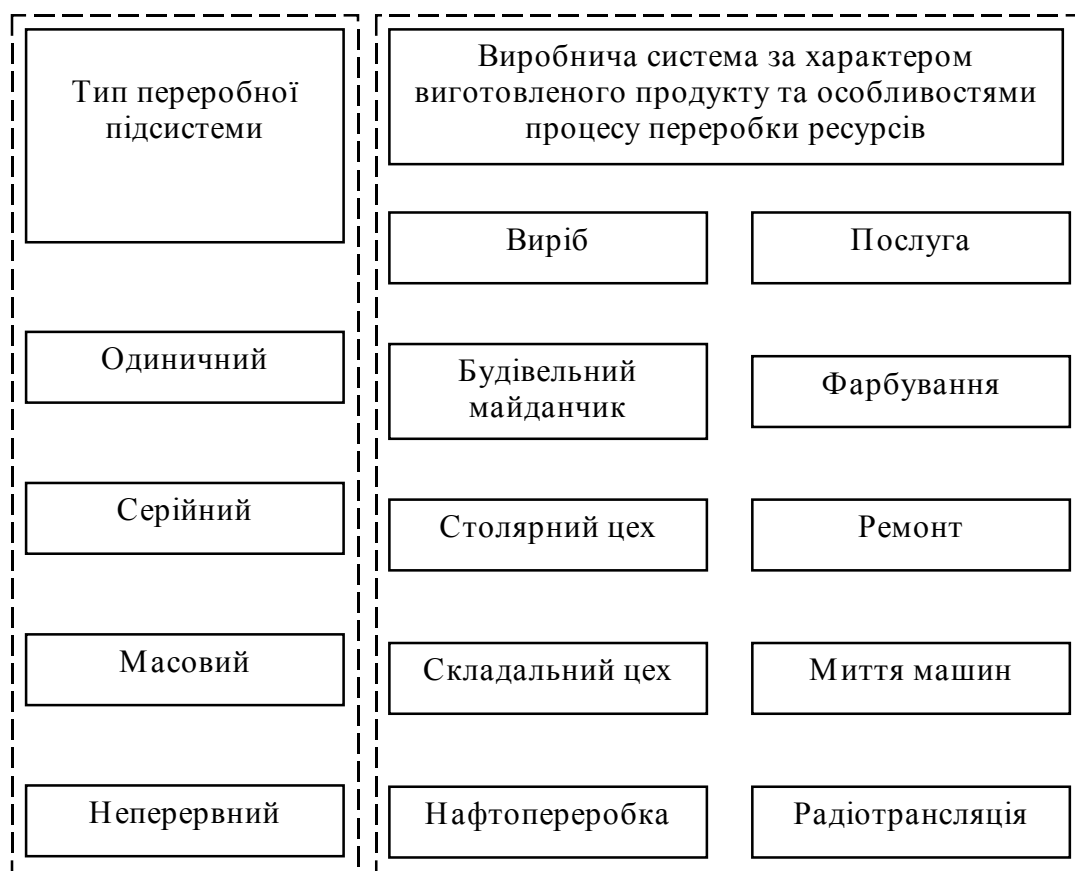 Тип переробної
підсистеми
Виробнича система за характером
виготовленого продукту та особливостями
процесу переробки ресурсів
Виріб
Послуга
Одиничний
Будівельний
майданчик
Фарбування
Серійний
Столярний цех
Ремонт
Масовий
Складальний цех
Миття машин
Неперервний
Нафтопереробка
Радіотрансляція